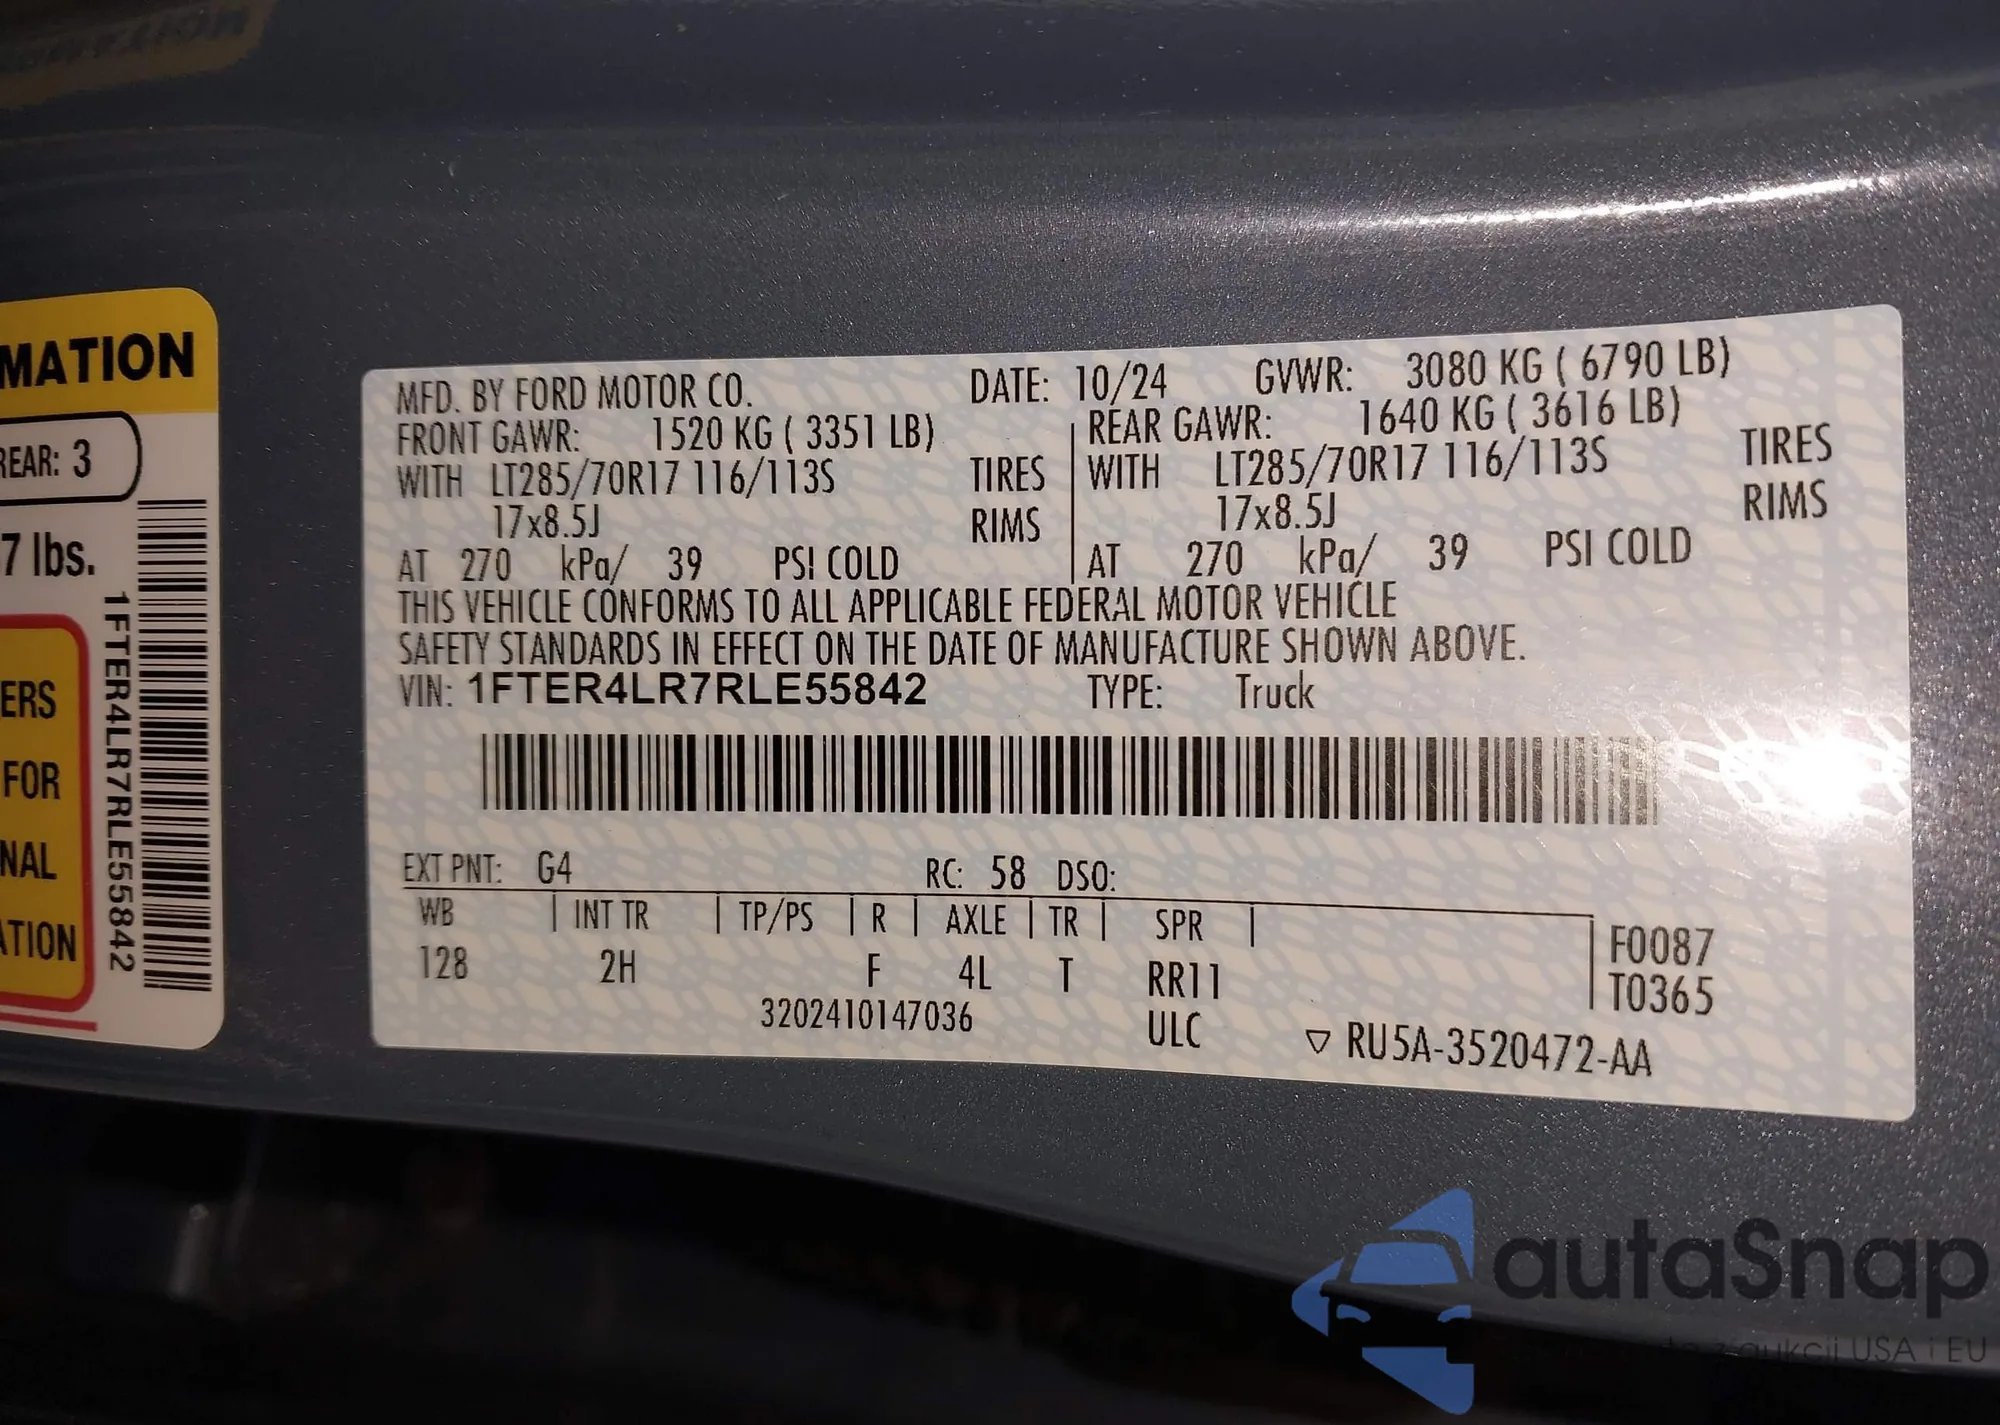 MATION
REAR: 3
7 lbs.
ERS
FOR
NAL
ATION
1FTER4LR7RLE55842
MFD. BY FORD MOTOR CO. DATE: 10/24 GVWR: 3080 KG ( 6790 LB)
FRONT GAWR: 1520 KG ( 3351 LB) REAR GAWR: 1640 KG ( 3616 LB)
WITH LT285/70R17 116/113S TIRES WITH LT285/70R17 116/113S TIRES
17x8.5J RIMS 17x8.5J RIMS
AT 270 kPa/ 39 PSI COLD AT 270 kPa/ 39 PSI COLD
THIS VEHICLE CONFORMS TO ALL APPLICABLE FEDERAL MOTOR VEHICLE
SAFETY STANDARDS IN EFFECT ON THE DATE OF MANUFACTURE SHOWN ABOVE.
VIN: 1FTER4LR7RLE55842 TYPE: Truck
EXT PNT: G4 RC: 58 DSO:
WB | INT TR | TP/PS | R | AXLE | TR | SPR | F0087
128 2H F 4L T RR11 T0365
3202410147036 ULC ▽ RU5A-3520472-AA
autaSnap
z aukcji USA i EU